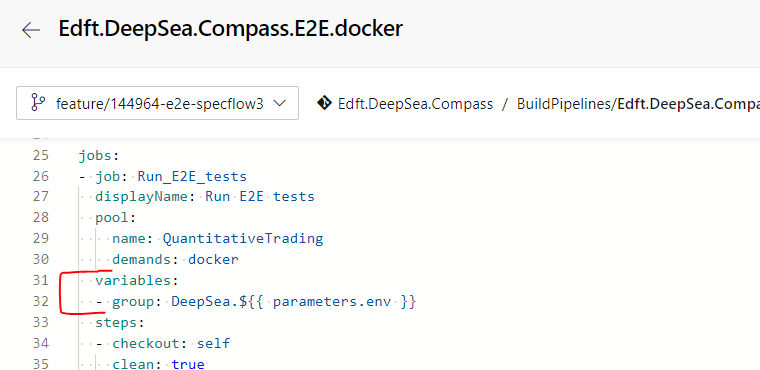 Edft.DeepSea.Compass.E2E.docker
feature/144964-e2e-specflow3 Edft.DeepSea.Compass / BuildPipelines/Edft.DeepSea.Compa
25 jobs:
26 - job: Run_E2E_tests
27 displayName: Run E2E tests
28 pool:
29 name: QuantitativeTrading
30 demands: docker
31 variables:
32 - group: DeepSea.${{ parameters.env }}
33 steps:
34 - checkout: self
35 clean: true